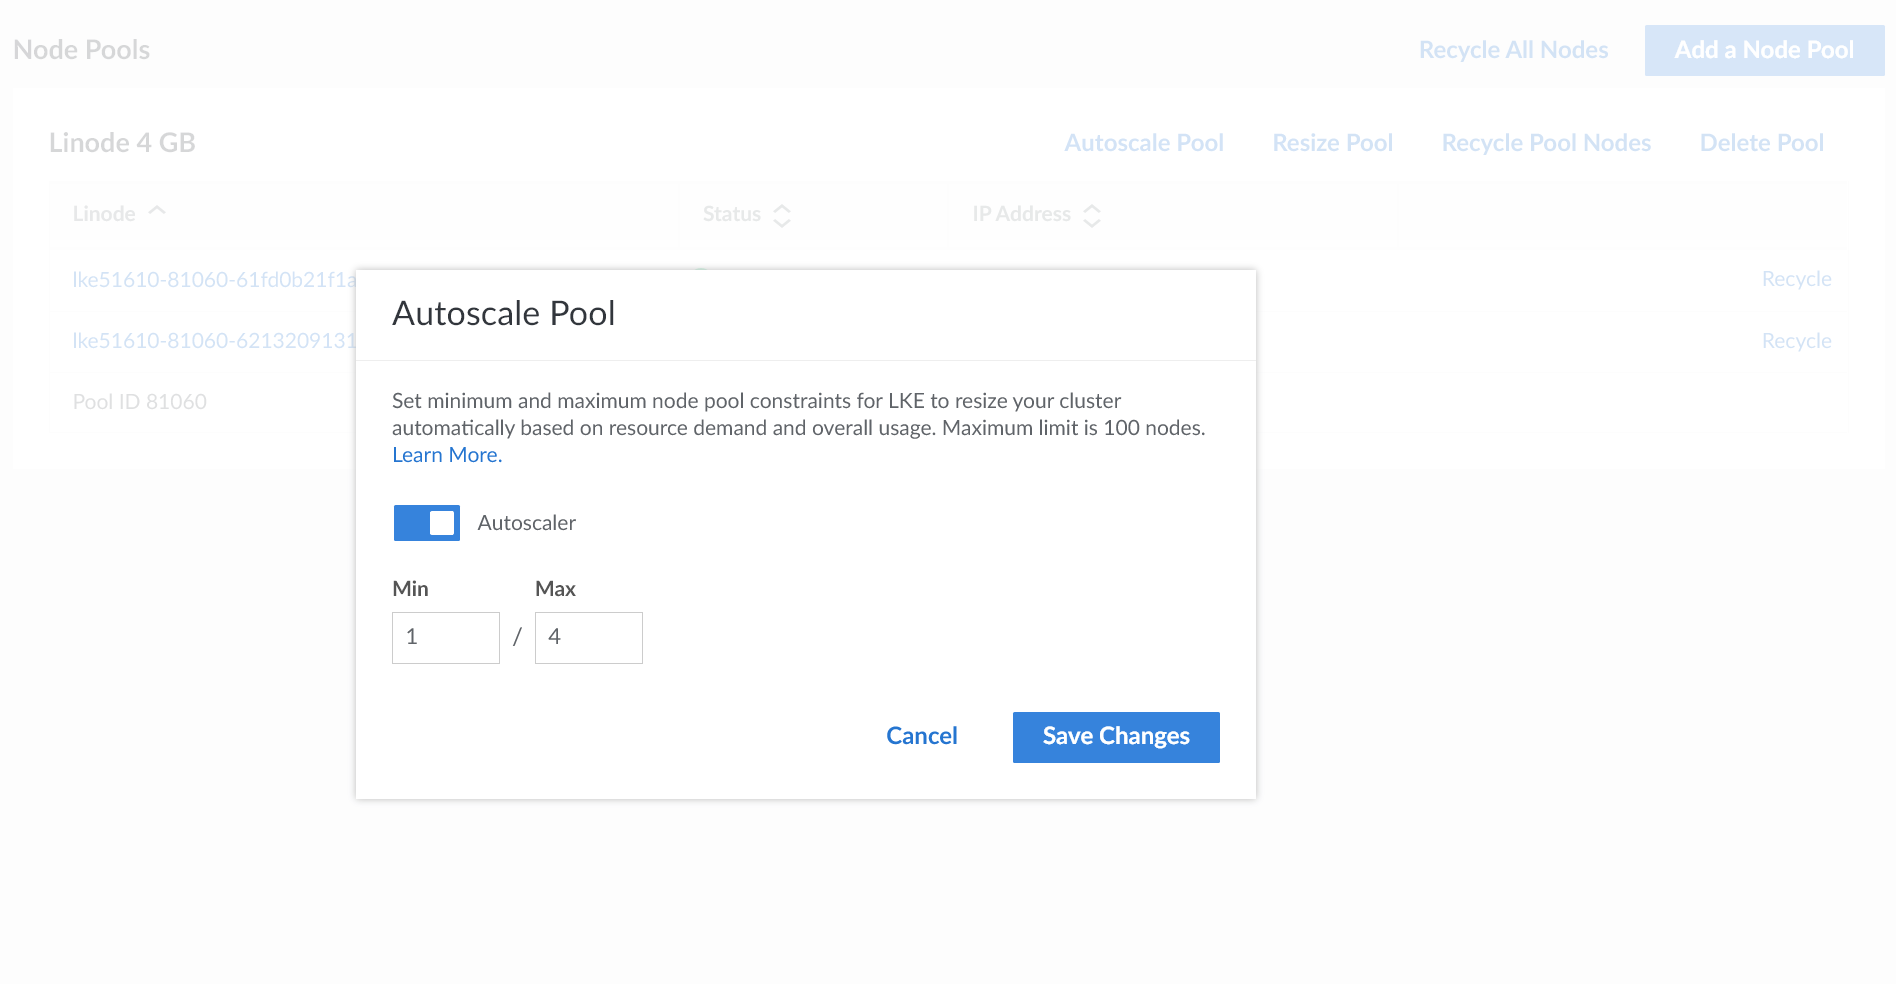 Node Pools
Recycle All Nodes
Add a Node Pool
Linode 4 GB
Autoscale Pool
Resize Pool
Recycle Pool Nodes
Delete Pool
Linode
Status
IP Address
lke51610-81060-61fd0b21f1a
Recycle
lke51610-81060-6213209131
Recycle
Pool ID 81060
Autoscale Pool
Set minimum and maximum node pool constraints for LKE to resize your cluster
automatically based on resource demand and overall usage. Maximum limit is 100 nodes.
Learn More.
Autoscaler
Min
Max
1 / 4
Cancel
Save Changes